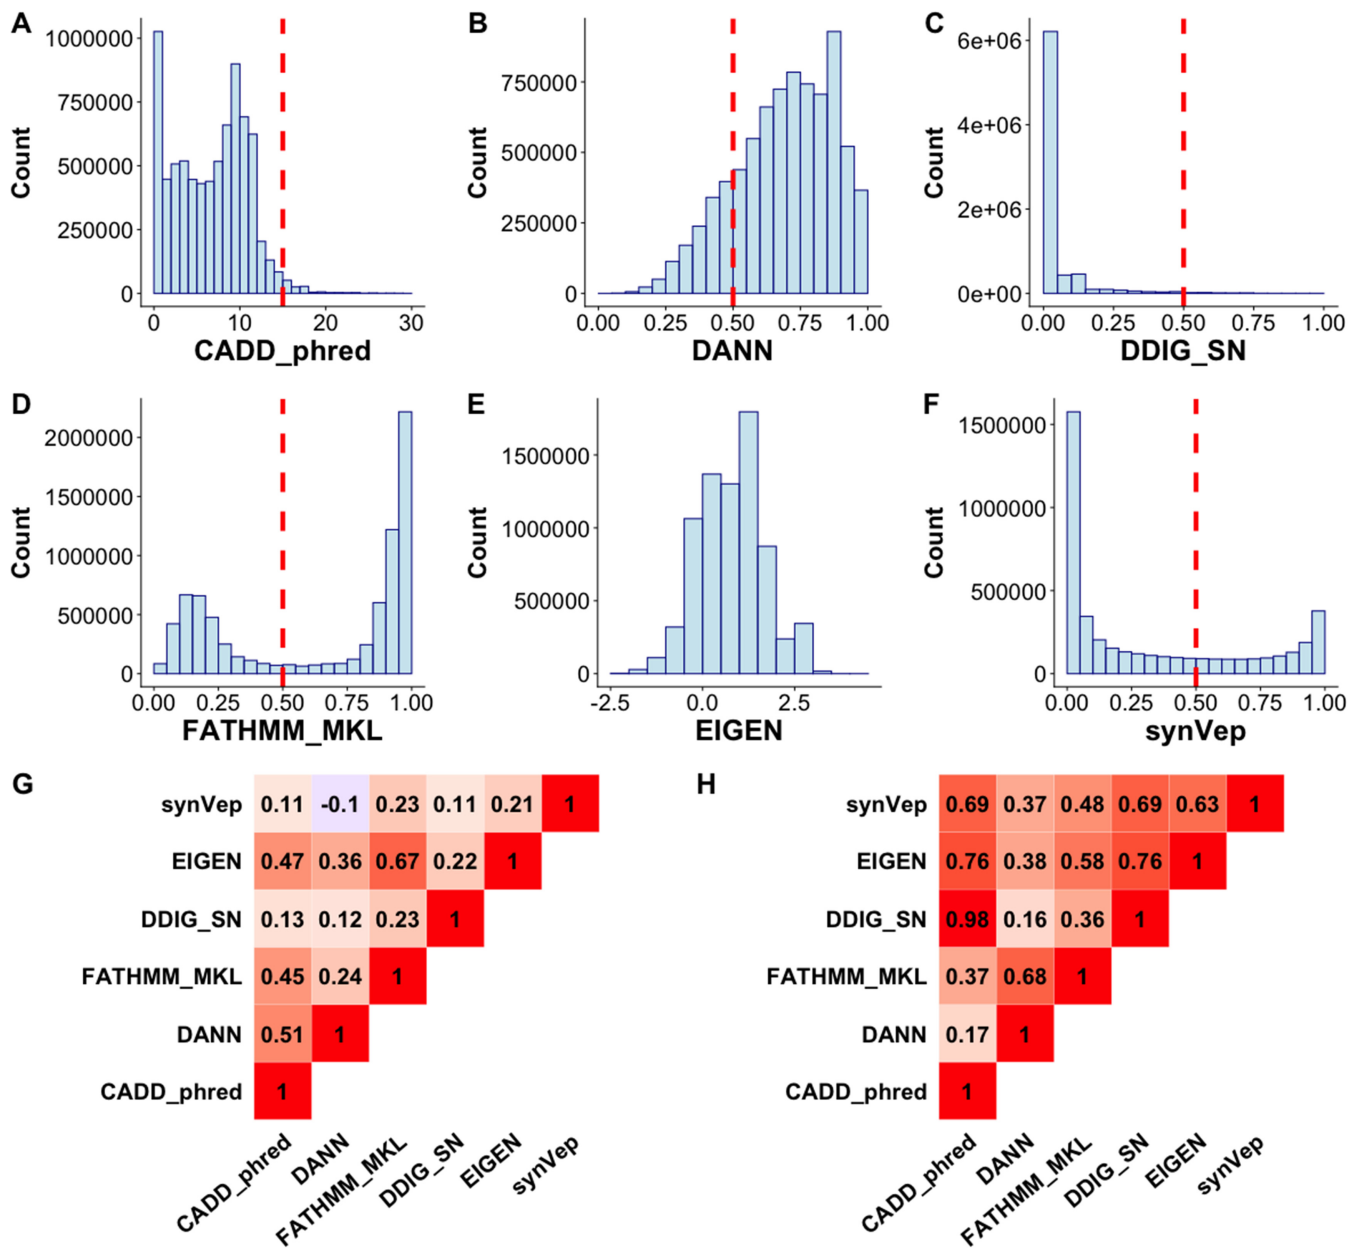 A
Count
1000000
750000
500000
250000
0
0 10 20 30
CADD_phred
B
Count
750000
500000
250000
0
0.00 0.25 0.50 0.75 1.00
DANN
C
Count
6e+06
4e+06
2e+06
0e+00
0.00 0.25 0.50 0.75 1.00
DDIG_SN
D
Count
2000000
1500000
1000000
500000
0
0.00 0.25 0.50 0.75 1.00
FATHMM_MKL
E
Count
1500000
1000000
500000
0
-2.5 0.0 2.5
EIGEN
F
Count
1500000
1000000
500000
0
0.00 0.25 0.50 0.75 1.00
synVep
G
synVep 0.11 -0.1 0.23 0.11 0.21 1
EIGEN 0.47 0.36 0.67 0.22 1
DDIG_SN 0.13 0.12 0.23 1
FATHMM_MKL 0.45 0.24 1
DANN 0.51 1
CADD_phred 1
CADD_phred DANN FATHMM_MKL DDIG_SN EIGEN synVep
H
synVep 0.69 0.37 0.48 0.69 0.63 1
EIGEN 0.76 0.38 0.58 0.76 1
DDIG_SN 0.98 0.16 0.36 1
FATHMM_MKL 0.37 0.68 1
DANN 0.17 1
CADD_phred 1
CADD_phred DANN FATHMM_MKL DDIG_SN EIGEN synVep